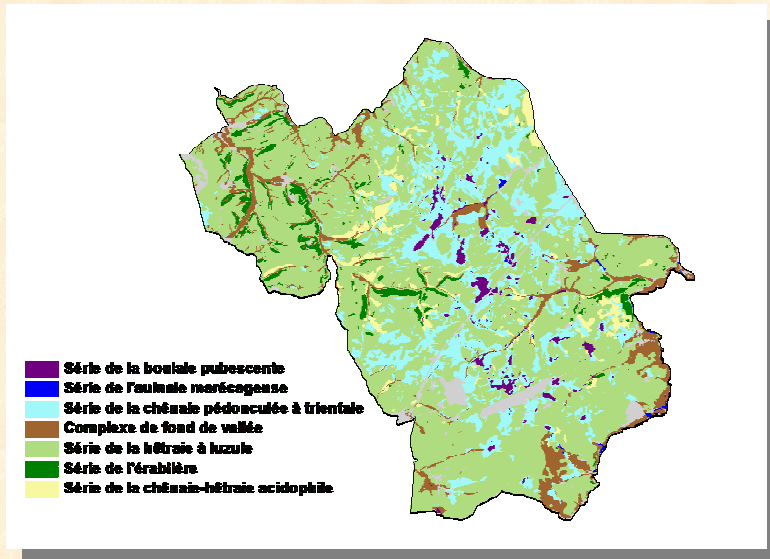 Série de la boulaie pubescente
Série de l'aulnaie marécageuse
Série de la chênaie pédonculée à trientale
Complexe de fond de vallée
Série de la hêtraie à luzule
Série de l'érablière
Série de la chênaie-hêtraie acidophile